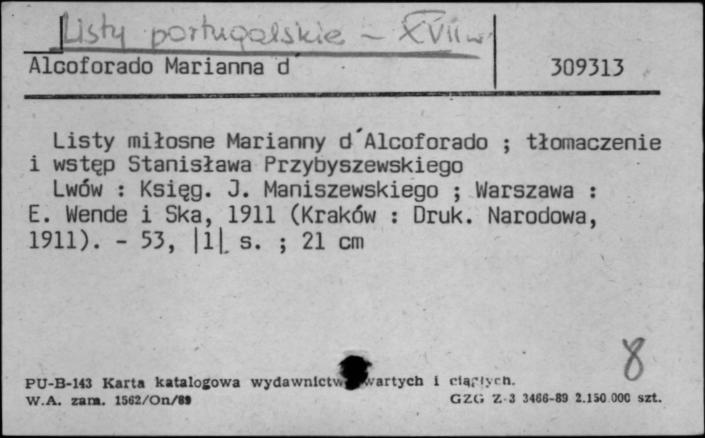 Listy portugalskie – XVII w.
Alcoforado Marianna d´ 309313
Listy miłosne Marianny d´Alcoforado ; tłomaczenie
i wstęp Stanisława Przybyszewskiego
Lwów : Księg. J. Maniszewskiego ; Warszawa :
E. Wende i Ska, 1911 (Kraków : Druk. Narodowa,
1911). - 53, |1| s. ; 21 cm
8
PU-B-143 Karta katalogowa wydawnictw zwartych i ciągłych.
W.A. zam. 1562/On/89 GZG Z-3 3466-89 2.150.000 szt.